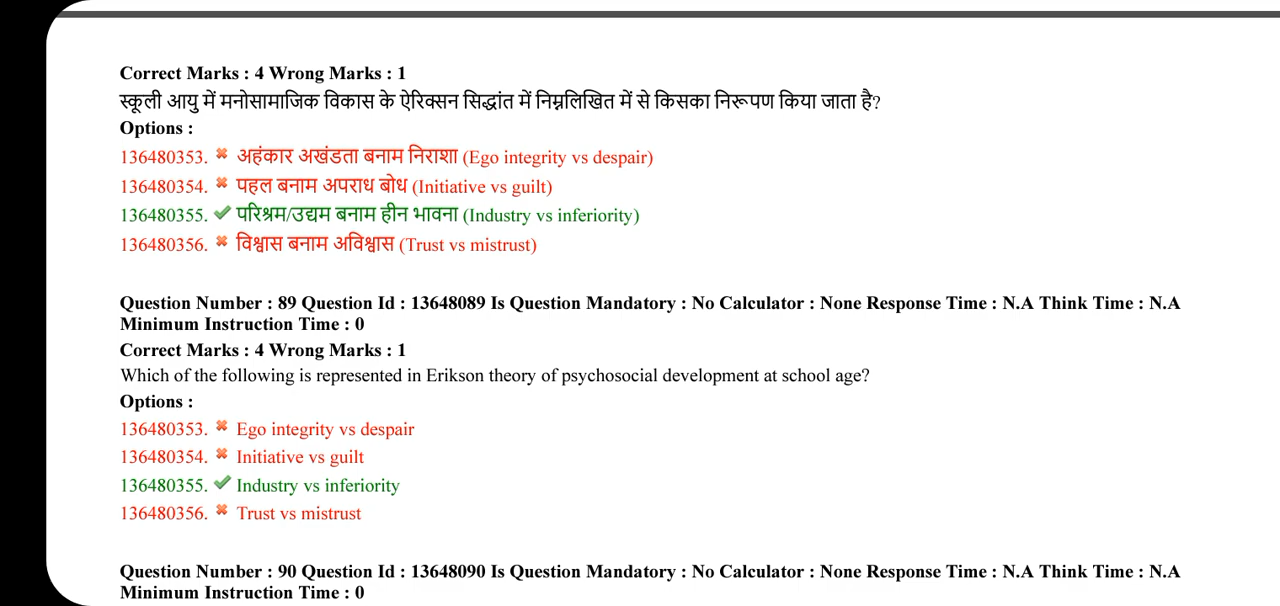 Correct Marks : 4 Wrong Marks : 1
स्कूली आयु में मनोसामाजिक विकास के ऐरिक्सन सिद्धांत में निम्नलिखित में से किसका निरूपण किया जाता है?
Options :
136480353. अहंकार अखंडता बनाम निराशा (Ego integrity vs despair)
136480354. पहल बनाम अपराध बोध (Initiative vs guilt)
136480355. परिश्रम/उद्यम बनाम हीन भावना (Industry vs inferiority)
136480356. विश्वास बनाम अविश्वास (Trust vs mistrust)
Question Number : 89 Question Id : 13648089 Is Question Mandatory : No Calculator : None Response Time : N.A Think Time : N.A
Minimum Instruction Time : 0
Correct Marks : 4 Wrong Marks : 1
Which of the following is represented in Erikson theory of psychosocial development at school age?
Options :
136480353. Ego integrity vs despair
136480354. Initiative vs guilt
136480355. Industry vs inferiority
136480356. Trust vs mistrust
Question Number : 90 Question Id : 13648090 Is Question Mandatory : No Calculator : None Response Time : N.A Think Time : N.A
Minimum Instruction Time : 0